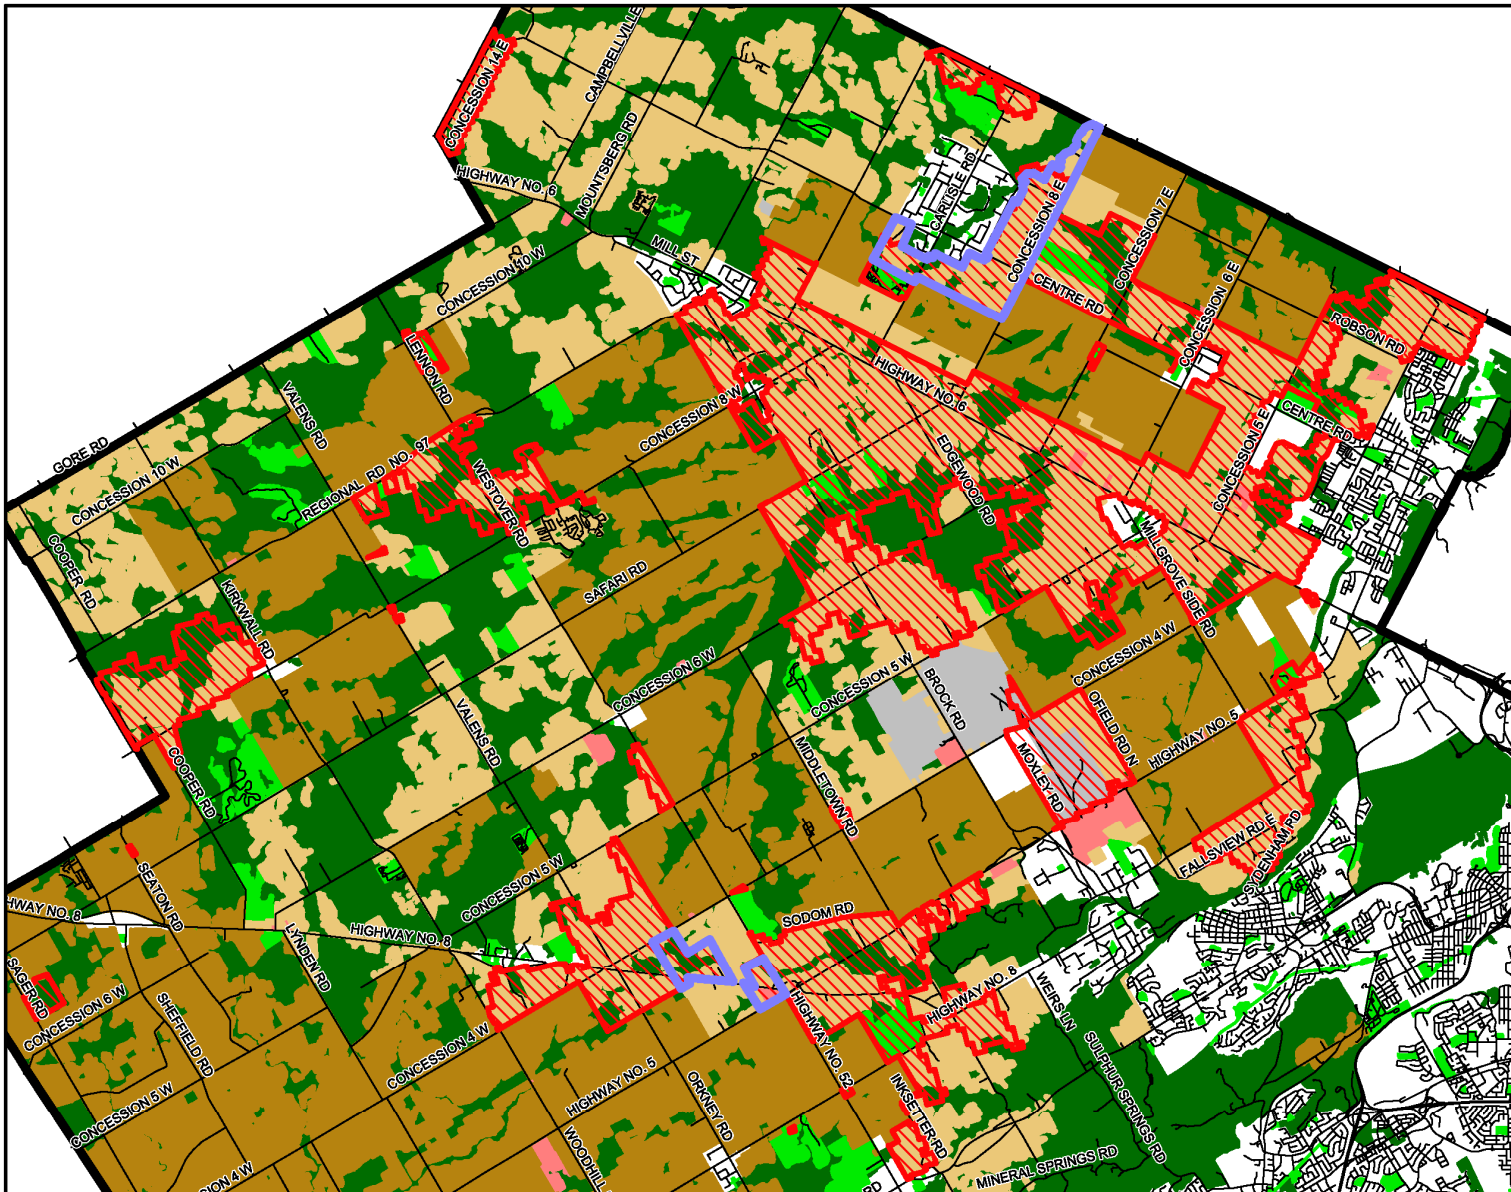 CONCESSION 14 E
CAMPBELLVILLE
MOUNTSBERG RD
HIGHWAY NO. 6
CARLISLE RD
CONCESSION 8 E
CONCESSION 7 E
MILL ST
CONCESSION 10 W
CENTRE RD
CONCESSION 6 E
ROBSON RD
LENNON RD
VALENS RD
HIGHWAY NO. 6
CONCESSION 8 W
CENTRE RD
CONCESSION 5 E
GORE RD
CONCESSION 10 W
REGIONAL RD NO. 97
WESTOVER RD
EDGEWOOD RD
MILLGROVE SIDE RD
COOPER RD
KIRKWALL RD
SAFARI RD
CONCESSION 6 W
CONCESSION 5 W
CONCESSION 4 W
BROCK RD
OFIELD RD N
HIGHWAY NO. 5
VALENS RD
MIDDLETOWN RD
MOXLEY RD
COOPER RD
FALLSVIEW RD E
SYDENHAM RD
SEATON RD
CONCESSION 5 W
HWAY NO. 8
HIGHWAY NO. 8
SODOM RD
LYNDEN RD
SAGER RD
CONCESSION 6 W
SHEFFIELD RD
CONCESSION 4 W
HIGHWAY NO. 52
HIGHWAY NO. 8
WEIRS LN
SULPHUR SPRINGS RD
CONCESSION 5 W
HIGHWAY NO. 5
ORKNEY RD
INKSETTER RD
WOODHILL
MINERAL SPRINGS RD
SION 4 W
RD